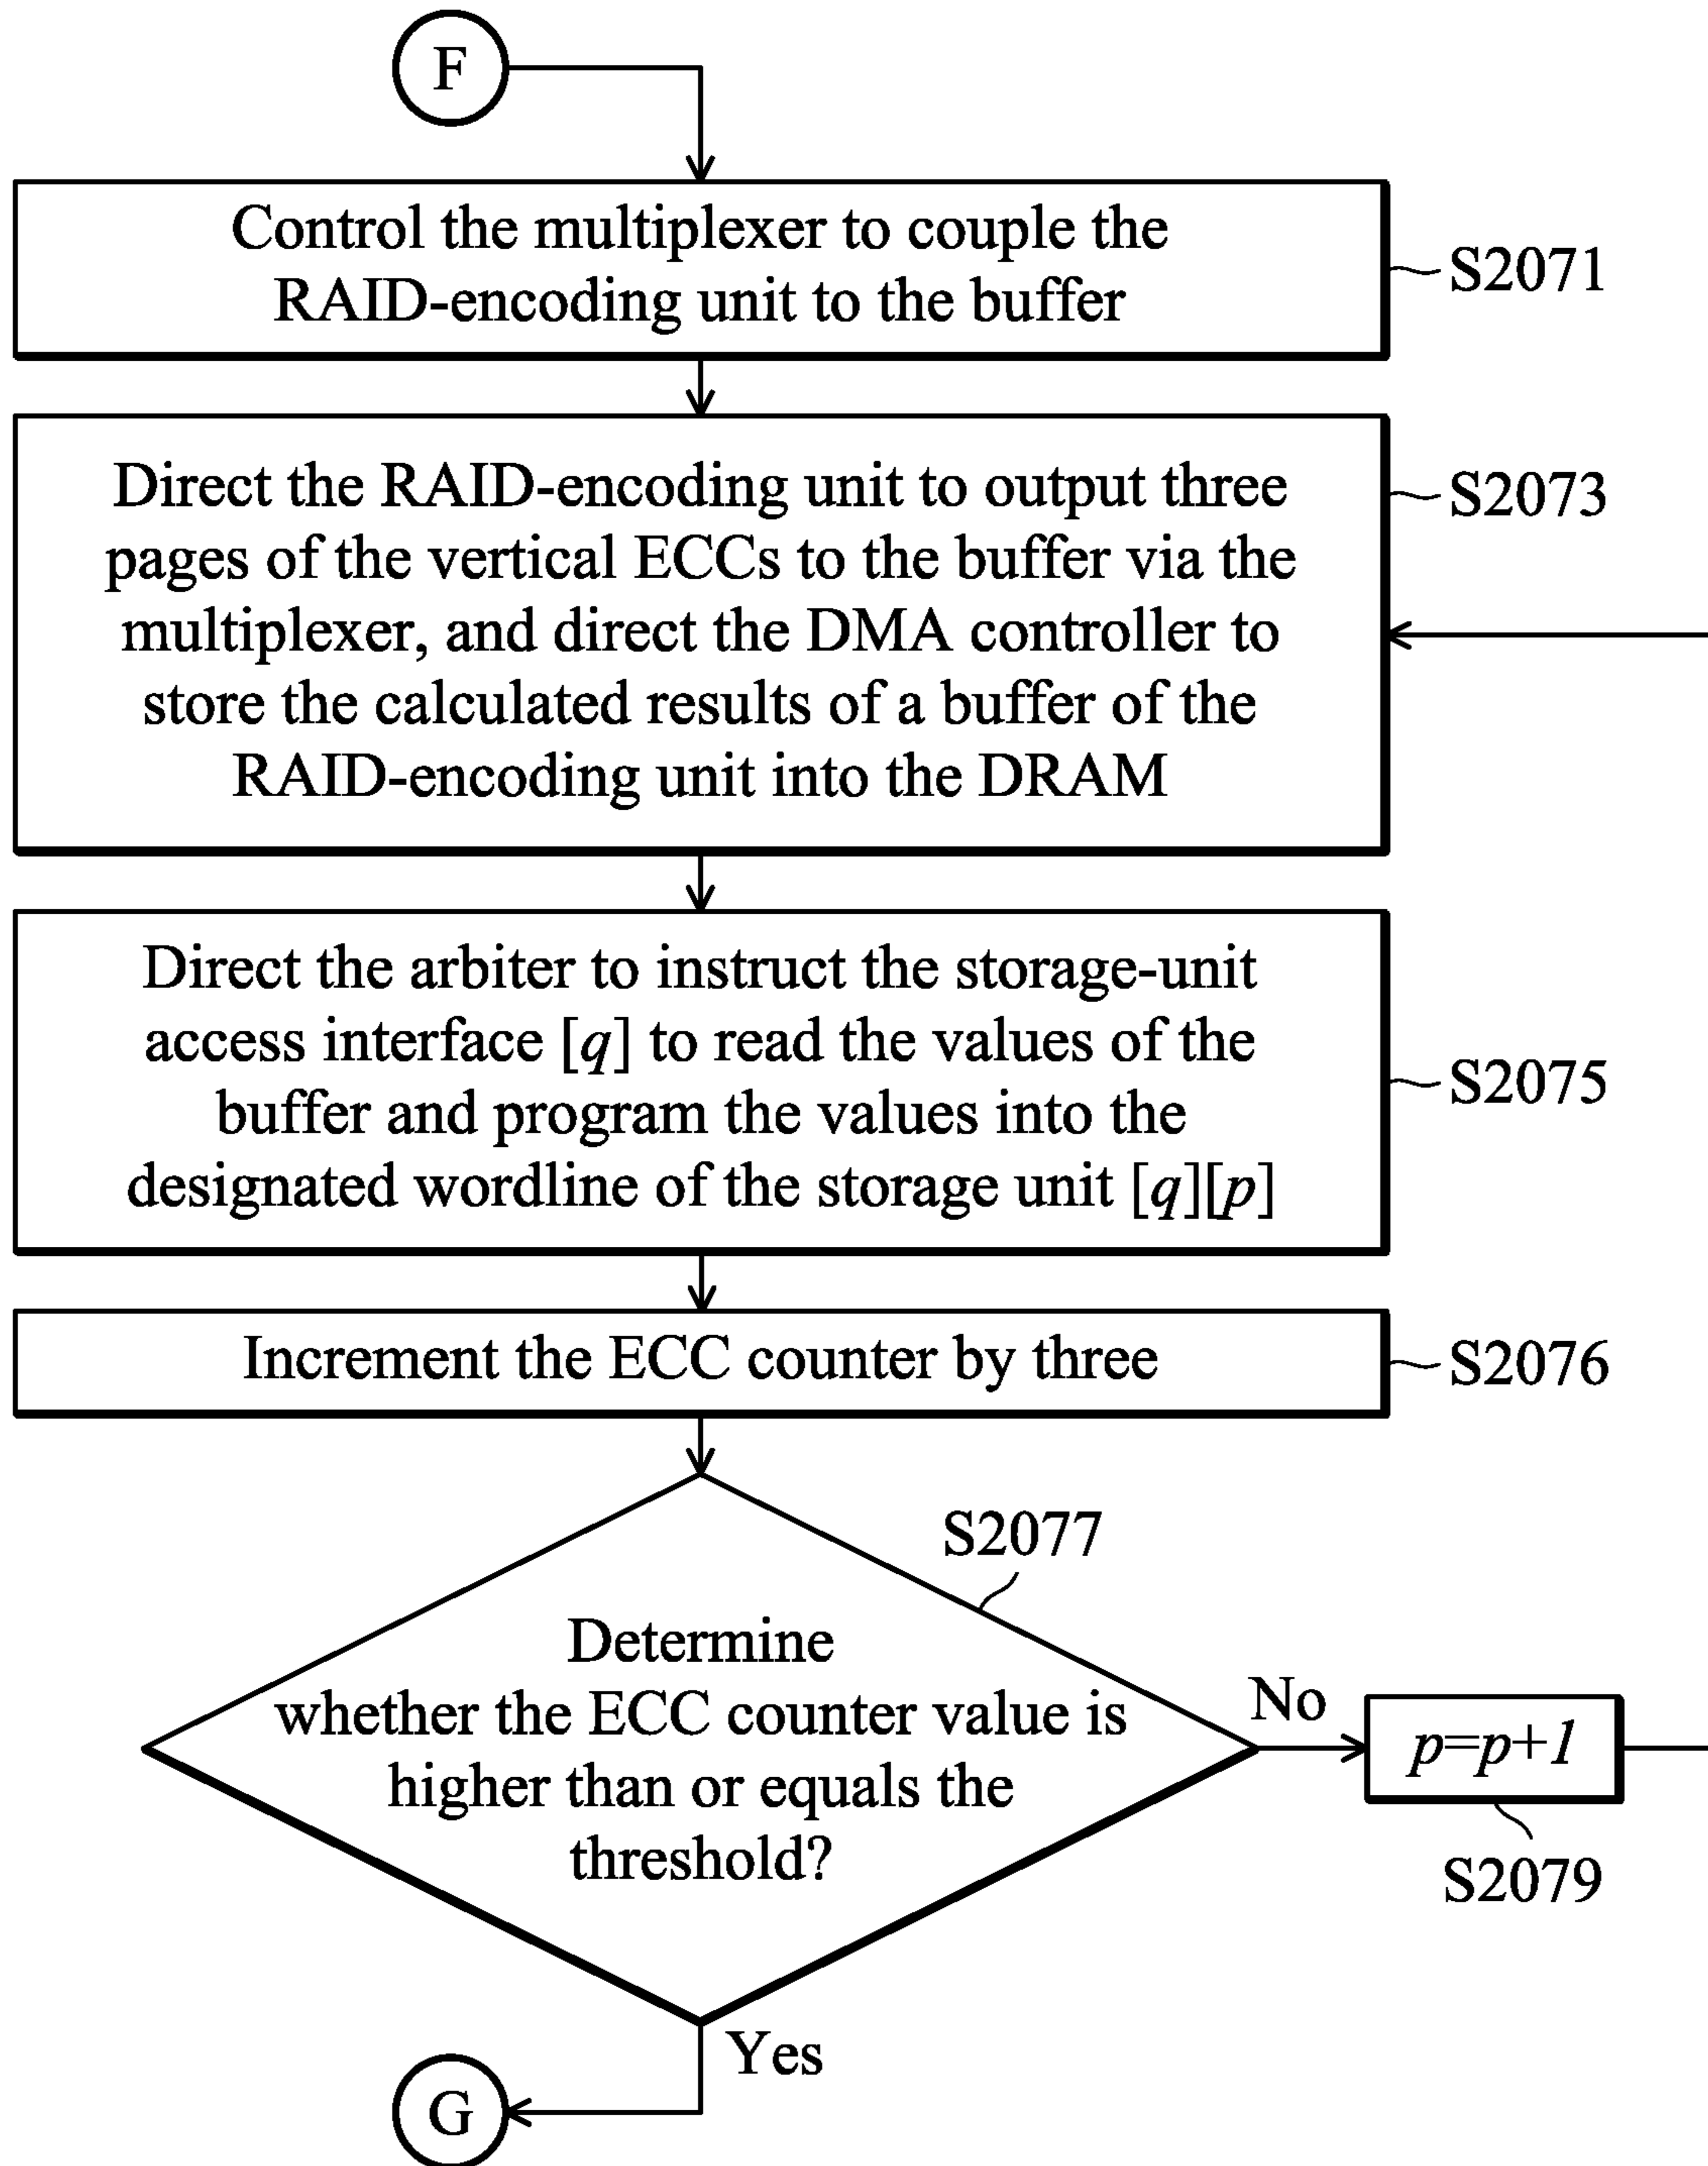 F
Control the multiplexer to couple the
RAID-encoding unit to the buffer
S2071
Direct the RAID-encoding unit to output three
pages of the vertical ECCs to the buffer via the
multiplexer, and direct the DMA controller to
store the calculated results of a buffer of the
RAID-encoding unit into the DRAM
S2073
Direct the arbiter to instruct the storage-unit
access interface [q] to read the values of the
buffer and program the values into the
designated wordline of the storage unit [q][p]
S2075
Increment the ECC counter by three
S2076
S2077
Determine
whether the ECC counter value is
higher than or equals the
threshold?
No
p=p+1
S2079
Yes
G